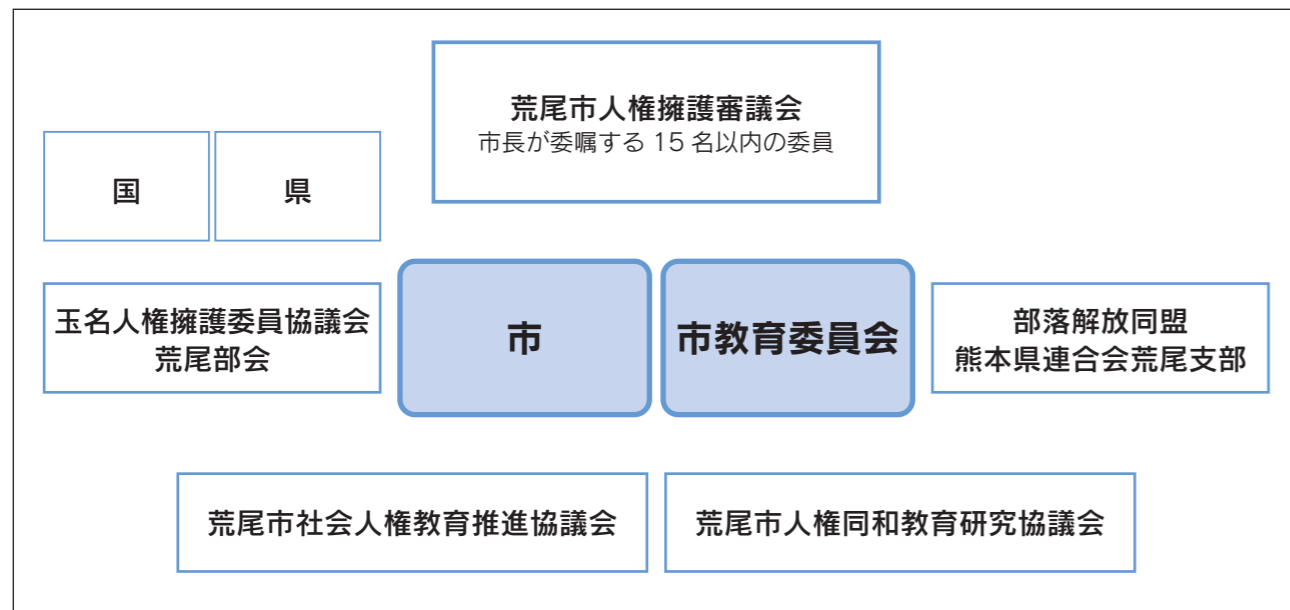 荒尾市人権擁護審議会
市長が委嘱する 15 名以内の委員
国
県
玉名人権擁護委員協議会
荒尾部会
市
市教育委員会
部落解放同盟
熊本県連合会荒尾支部
荒尾市社会人権教育推進協議会
荒尾市人権同和教育研究協議会